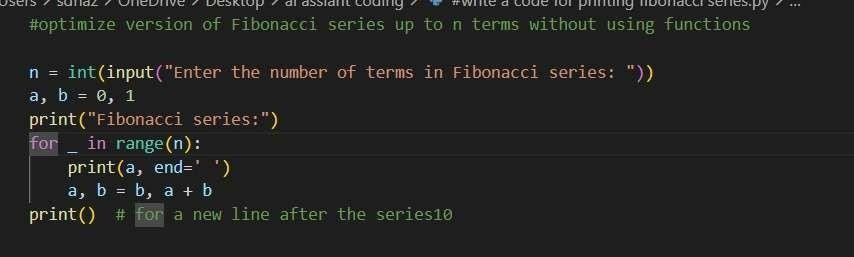 Users > sdnaz > OneDrive > Desktop > ai assiant coding > #write a code for printing fibonacci series.py > ...
#optimize version of Fibonacci series up to n terms without using functions
n = int(input("Enter the number of terms in Fibonacci series: "))
a, b = 0, 1
print("Fibonacci series:")
for _ in range(n):
    print(a, end=' ')
    a, b = b, a + b
print()  # for a new line after the series10